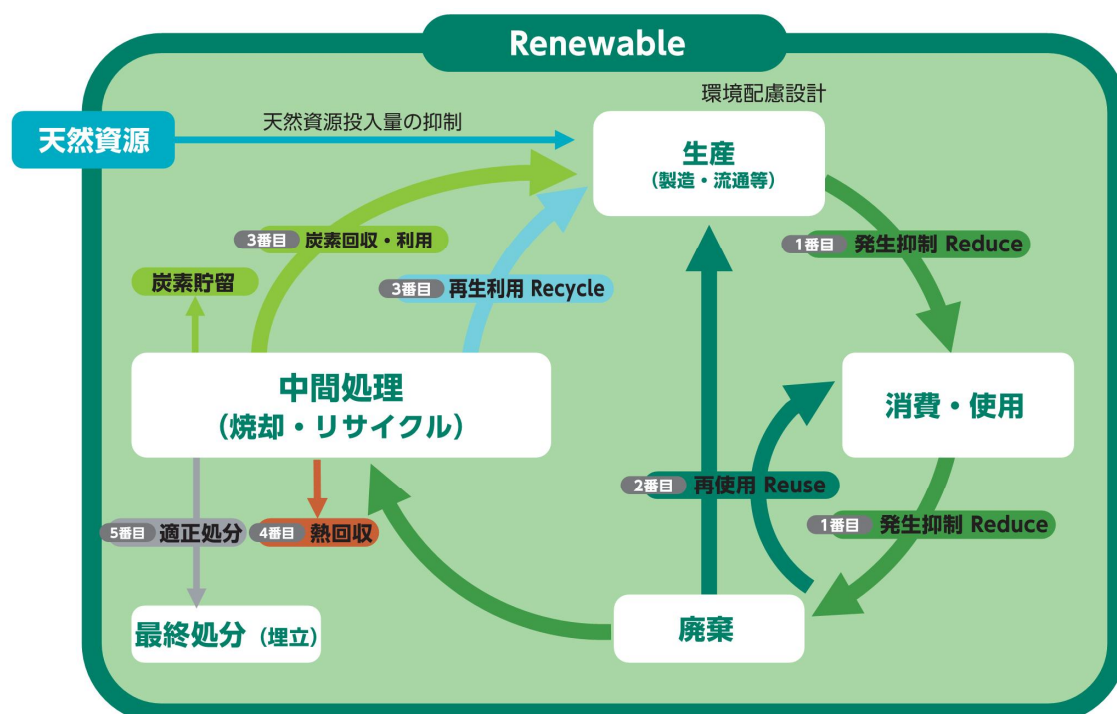 Renewable
環境配慮設計
天然資源
天然資源投入量の抑制
生産
（製造・流通等）
3番目 炭素回収・利用
1番目 発生抑制 Reduce
炭素貯留
3番目 再生利用 Recycle
中間処理
（焼却・リサイクル）
消費・使用
2番目 再使用 Reuse
1番目 発生抑制 Reduce
5番目 適正処分
4番目 熱回収
最終処分（埋立）
廃棄